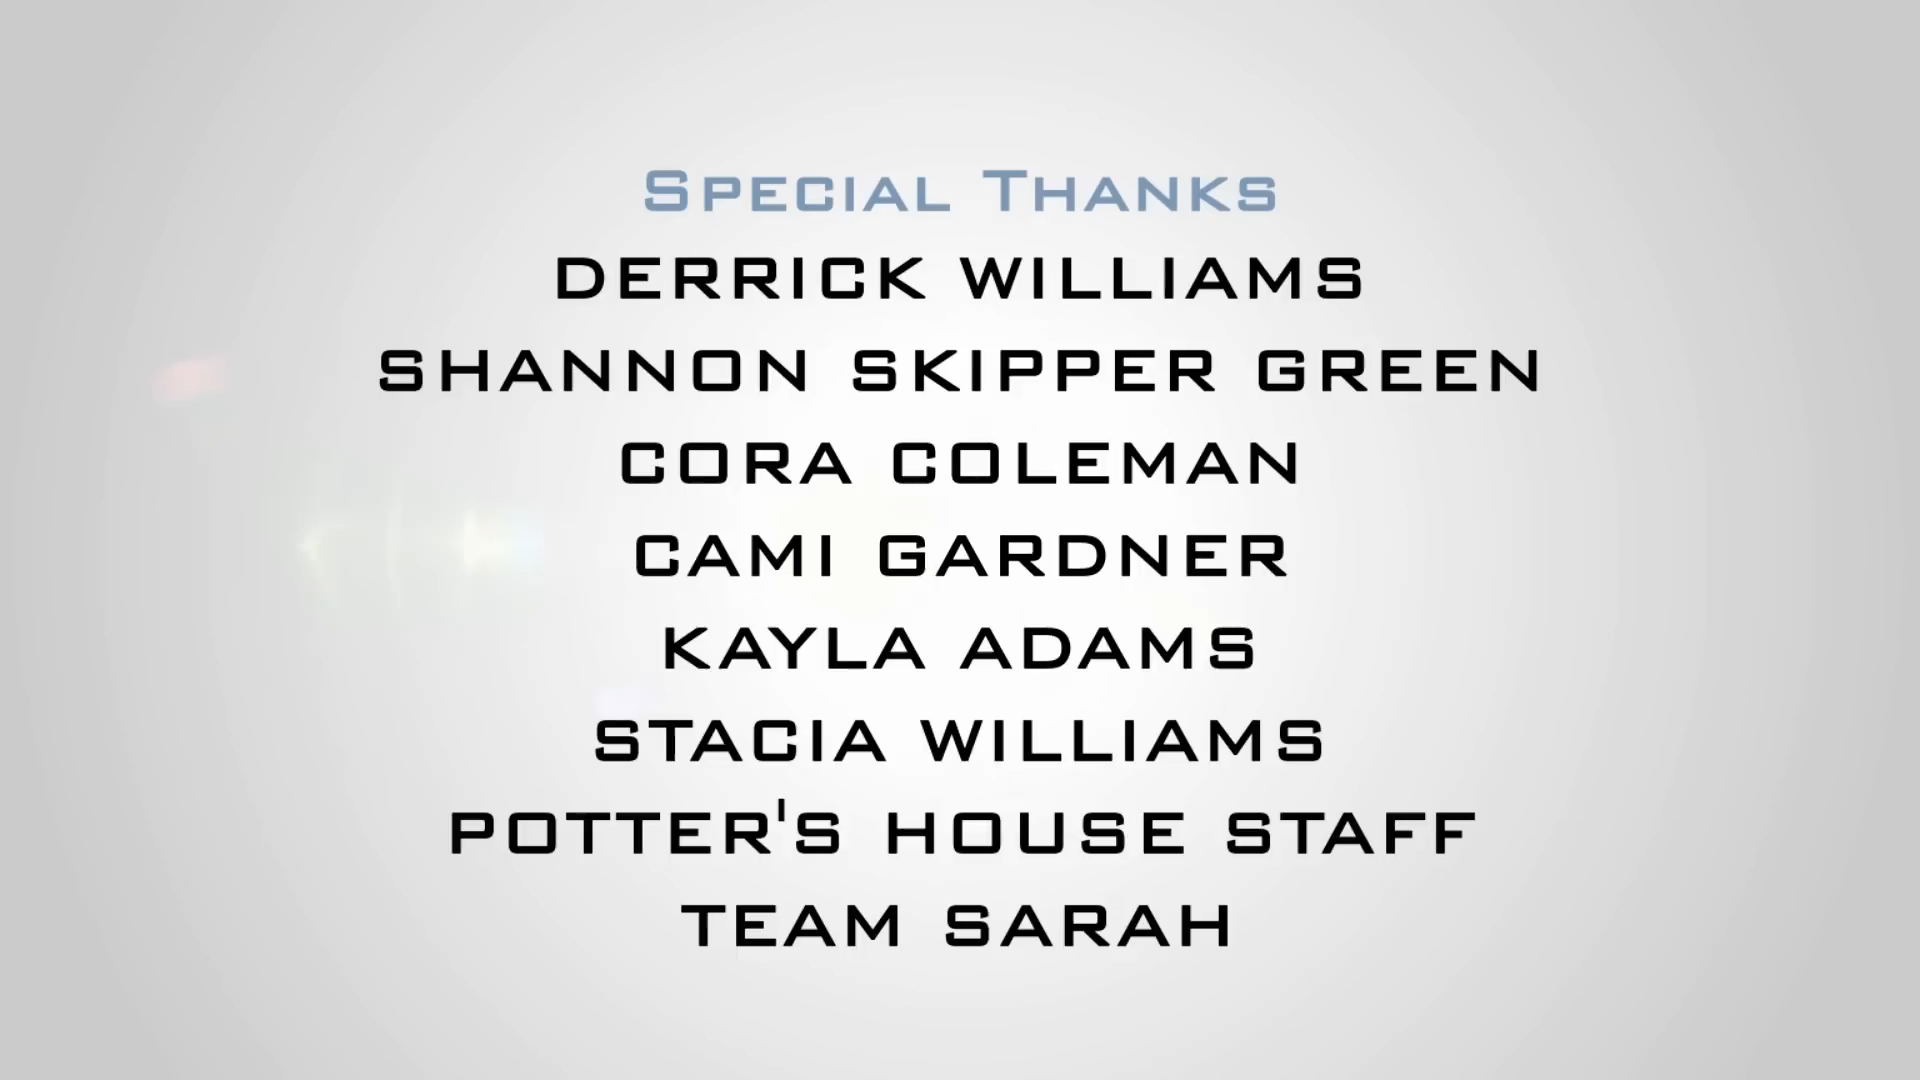 Special Thanks
DERRICK WILLIAMS
SHANNON SKIPPER GREEN
CORA COLEMAN
CAMI GARDNER
KAYLA ADAMS
STACIA WILLIAMS
POTTER'S HOUSE STAFF
TEAM SARAH